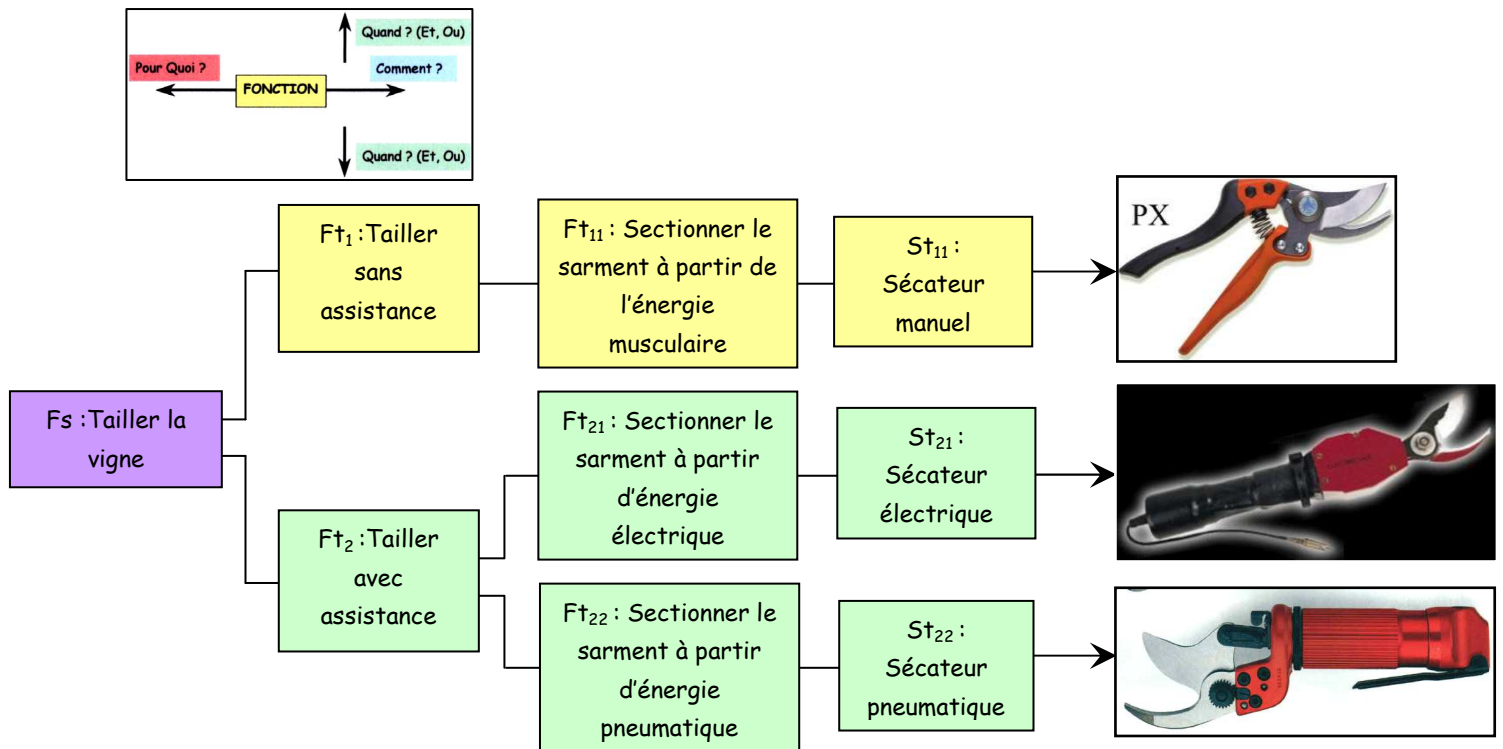 Quand ? (Et, Ou)
Pour Quoi ?
Comment ?
FONCTION
Quand ? (Et, Ou)
Ft₁ :Tailler
sans
assistance
Ft₁₁ : Sectionner le
sarment à partir de
l'énergie
musculaire
St₁₁ :
Sécateur
manuel
PX
Fs :Tailler la
vigne
Ft₂₁ : Sectionner le
sarment à partir
d'énergie
électrique
St₂₁ :
Sécateur
électrique
Ft₂ :Tailler
avec
assistance
Ft₂₂ : Sectionner le
sarment à partir
d'énergie
pneumatique
St₂₂ :
Sécateur
pneumatique